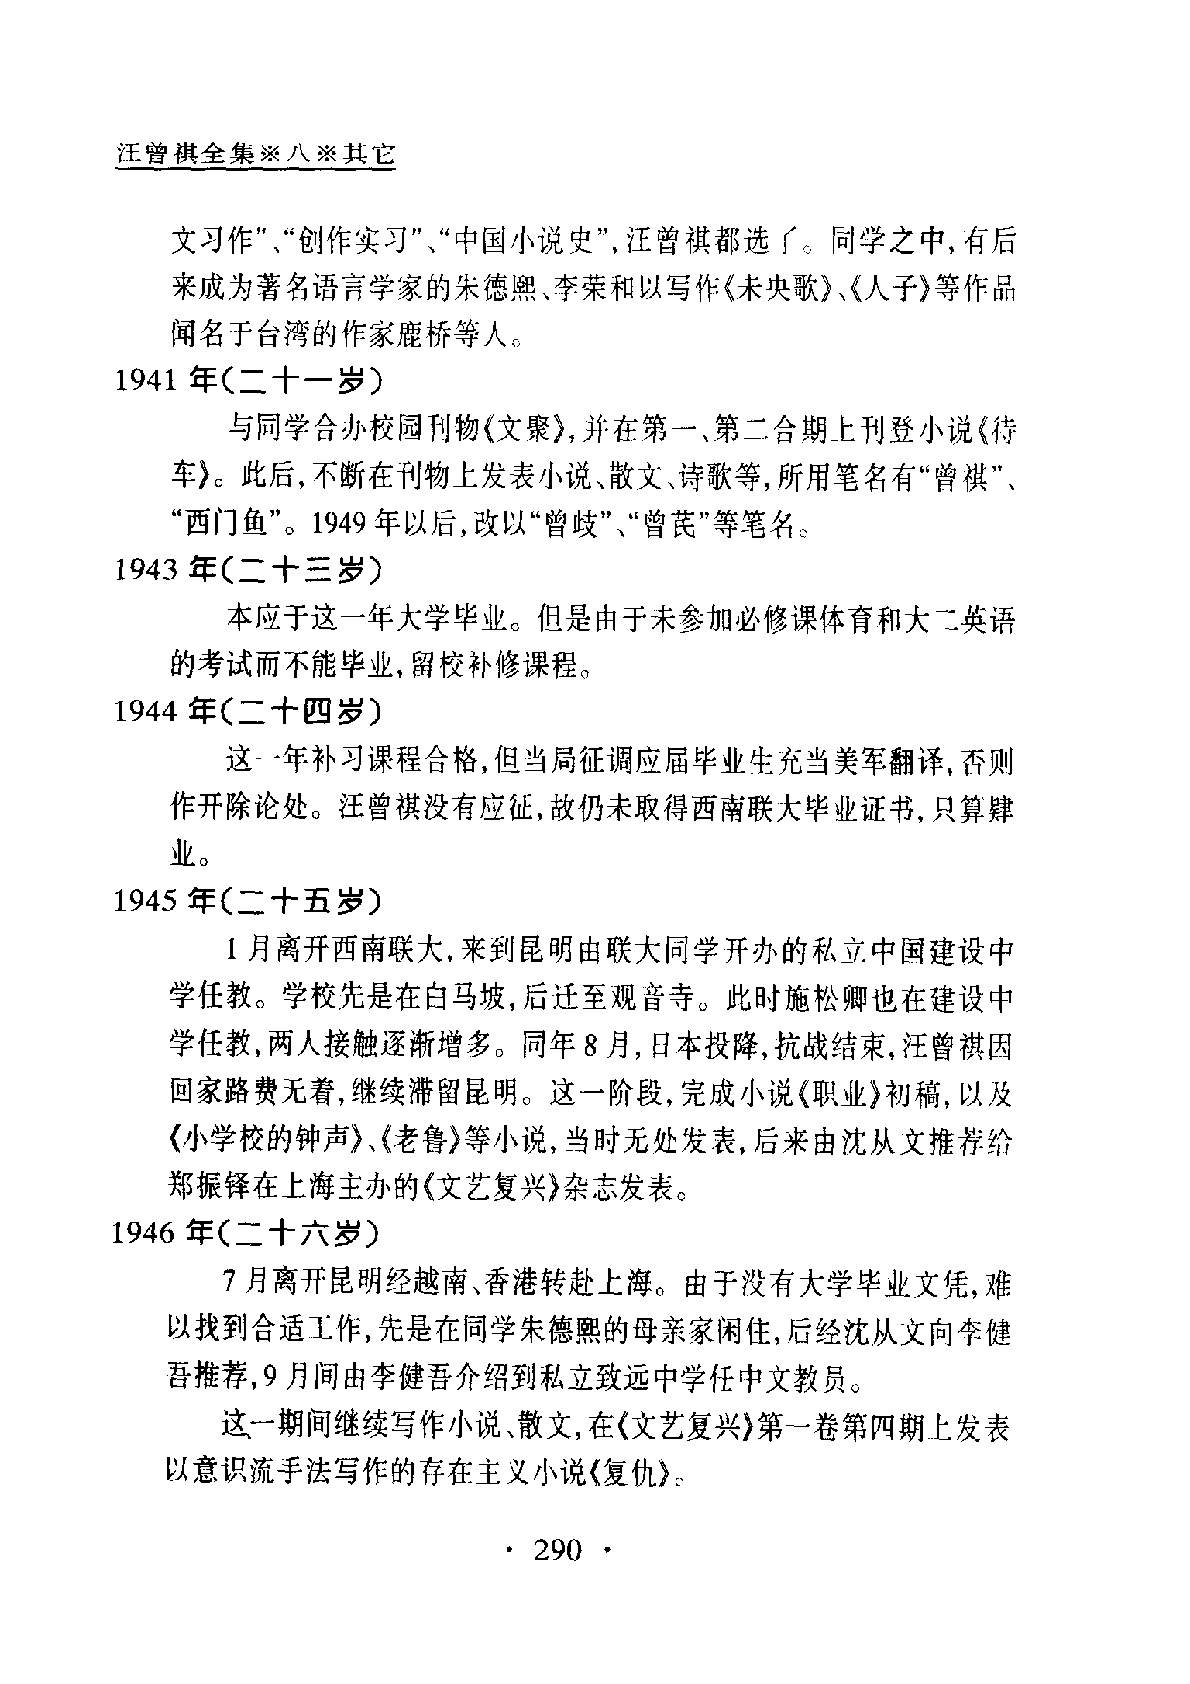 汪曾祺全集※八※其它
文习作”、“创作实习”、“中国小说史”,汪曾祺都选了。同学之中,有后
来成为著名语言学家的朱德熙、李荣和以写作《未央歌》、《人子》等作品
闻名于台湾的作家鹿桥等人。
1941 年(二十一岁)
与同学合办校园刊物《文聚》,并在第一、第二合期上刊登小说《待
车》。此后,不断在刊物上发表小说、散文、诗歌等,所用笔名有“曾祺”、
“西门鱼”。1949 年以后,改以“曾歧”、“曾芪”等笔名。
1943 年(二十三岁)
本应于这一年大学毕业。但是由于未参加必修课体育和大二英语
的考试而不能毕业,留校补修课程。
1944 年(二十四岁)
这一年补习课程合格,但当局征调应届毕业生充当美军翻译,否则
作开除论处。汪曾祺没有应征,故仍未取得西南联大毕业证书,只算肄
业。
1945 年(二十五岁)
1 月离开西南联大,来到昆明由联大同学开办的私立中国建设中
学任教。学校先是在白马坡,后迁至观音寺。此时施松卿也在建设中
学任教,两人接触逐渐增多。同年 8 月,日本投降,抗战结束,汪曾祺因
回家路费无着,继续滞留昆明。这一阶段,完成小说《职业》初稿,以及
《小学校的钟声》、《老鲁》等小说,当时无处发表,后来由沈从文推荐给
郑振铎在上海主办的《文艺复兴》杂志发表。
1946 年(二十六岁)
7 月离开昆明经越南、香港转赴上海。由于没有大学毕业文凭,难
以找到合适工作,先是在同学朱德熙的母亲家闲住,后经沈从文向李健
吾推荐,9 月间由李健吾介绍到私立致远中学任中文教员。
这一期间继续写作小说、散文,在《文艺复兴》第一卷第四期上发表
以意识流手法写作的存在主义小说《复仇》。
· 290 ·